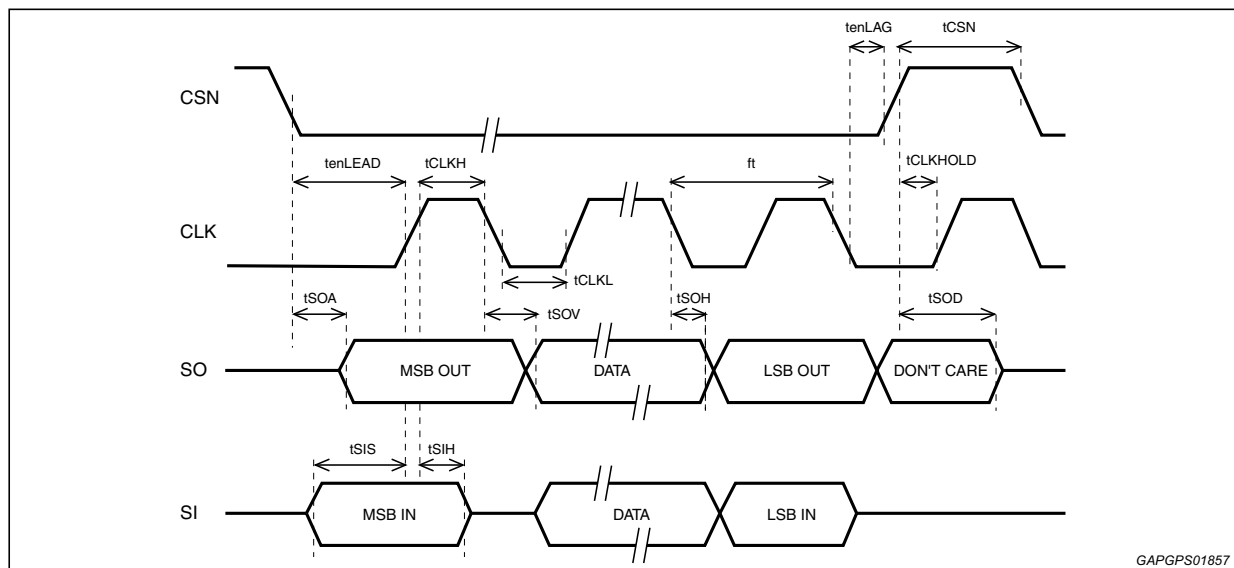 tenLAG
tCSN
CSN
tenLEAD
tCLKH
ft
tCLKHOLD
CLK
tCLKL
tSOA
tSOV
tSOH
tSOD
SO
MSB OUT
DATA
LSB OUT
DON'T CARE
tSIS
tSIH
SI
MSB IN
DATA
LSB IN
GAPGPS01857